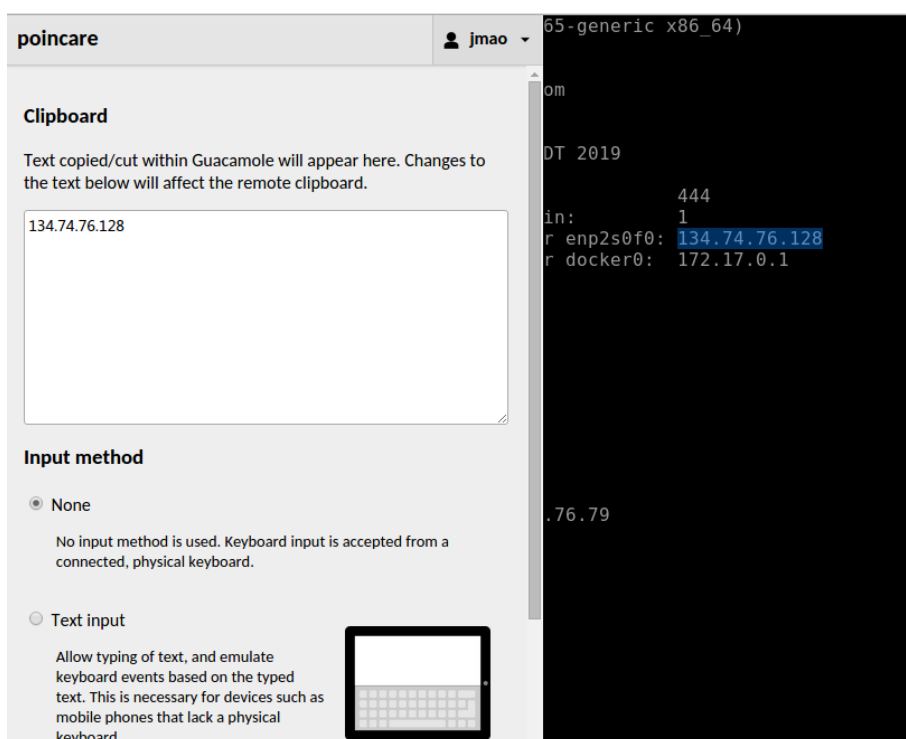 poincare
jmao
Clipboard
Text copied/cut within Guacamole will appear here. Changes to
the text below will affect the remote clipboard.
134.74.76.128
Input method
None
No input method is used. Keyboard input is accepted from a
connected, physical keyboard.
Text input
Allow typing of text, and emulate
keyboard events based on the typed
text. This is necessary for devices such as
mobile phones that lack a physical
keyboard
65-generic x86_64)
om
DT 2019
444
in: 1
r enp2s0f0: 134.74.76.128
r docker0: 172.17.0.1
.76.79